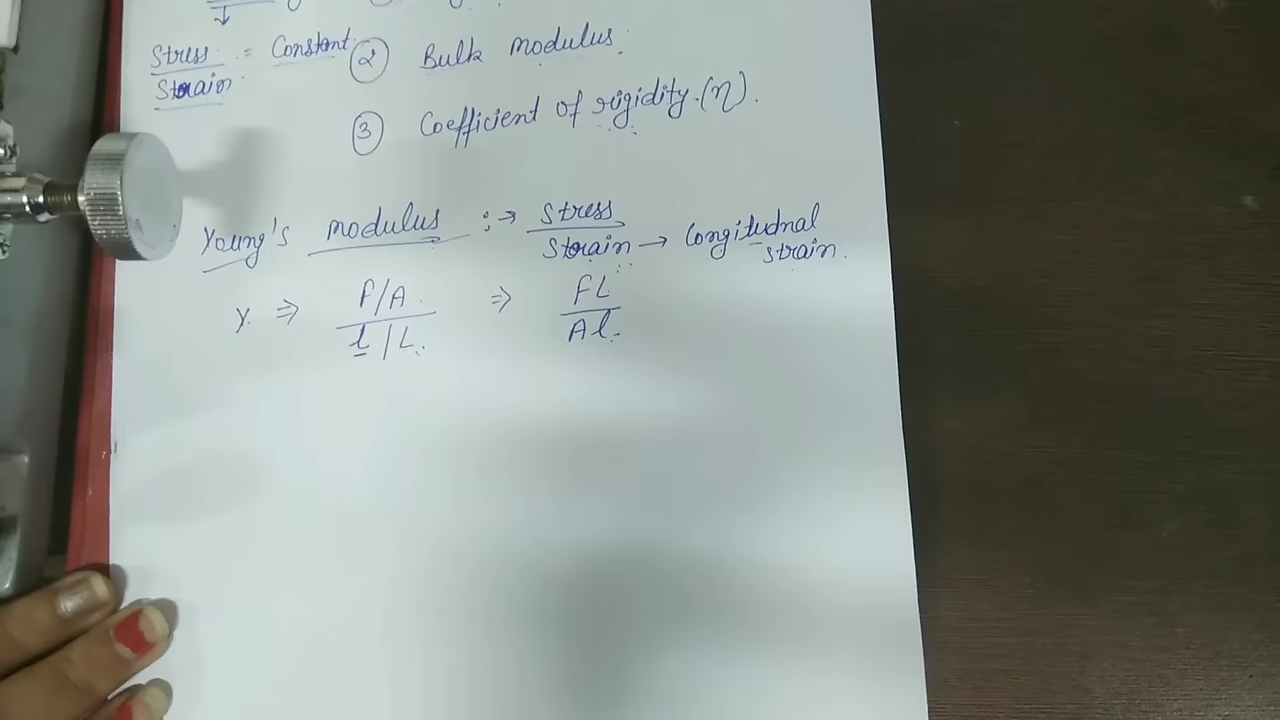 Stress = Constant. ② Bulk modulus.
Strain
③ Coefficient of rigidity. (η).
Young's modulus :→ Stress
Strain → Longitudnal strain.
Y ⇒ F/A ⇒ FL
l/L. Al.